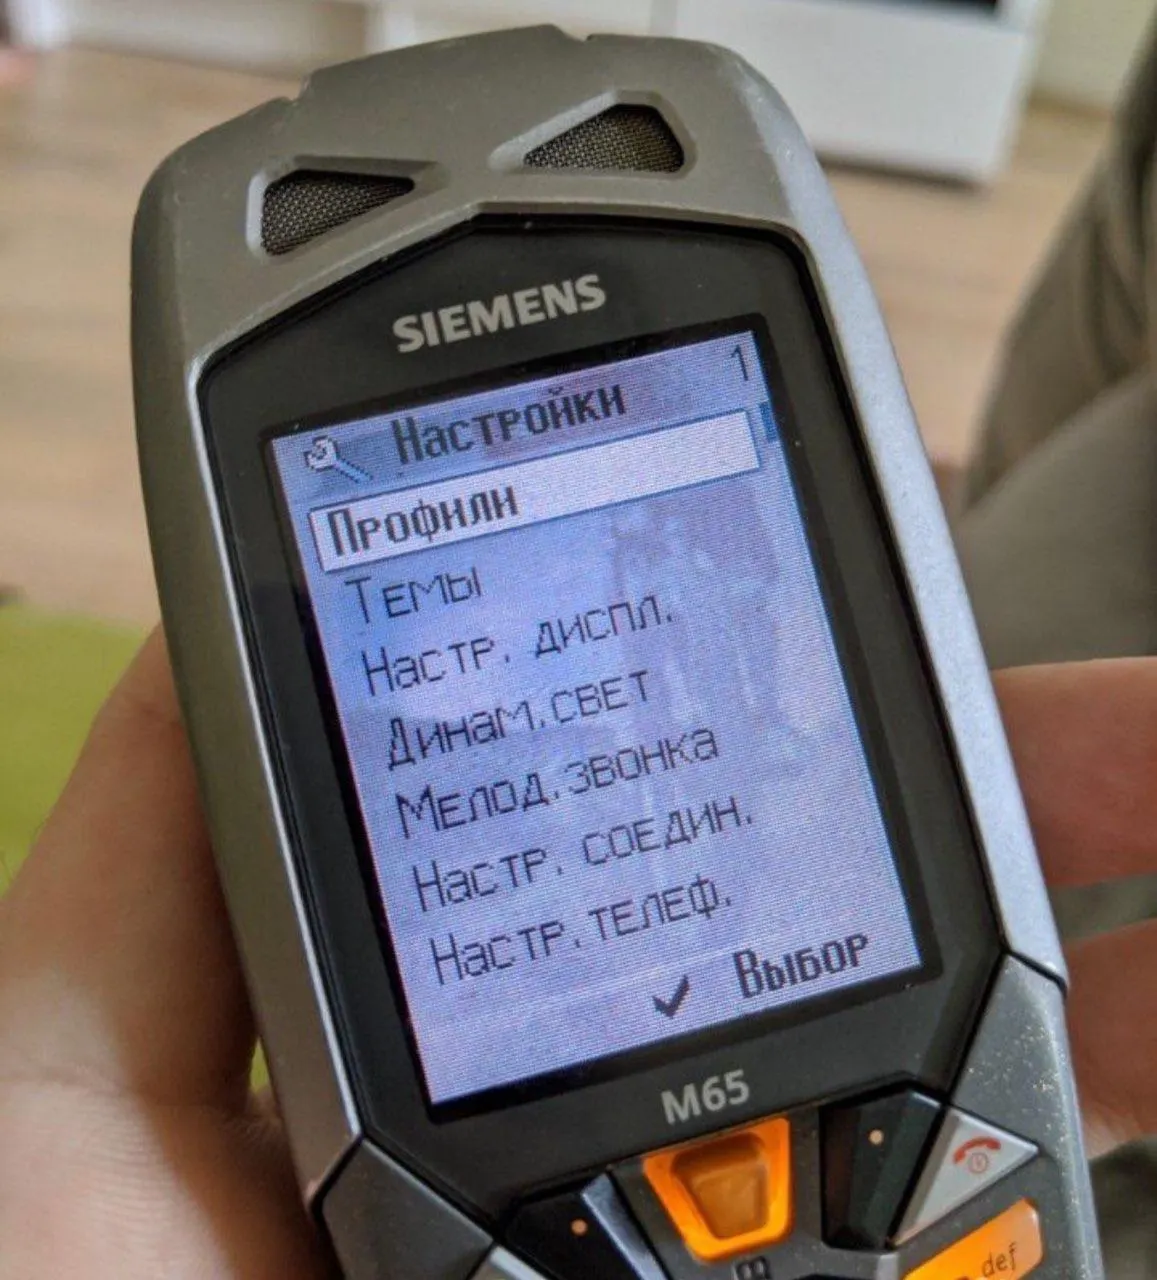 SIEMENS
Настройки 1
Профили
Темы
Настр. диспл.
Динам.свет
Мелод.звонка
Настр. соедин.
Настр.телеф.
Выбор
M65
def